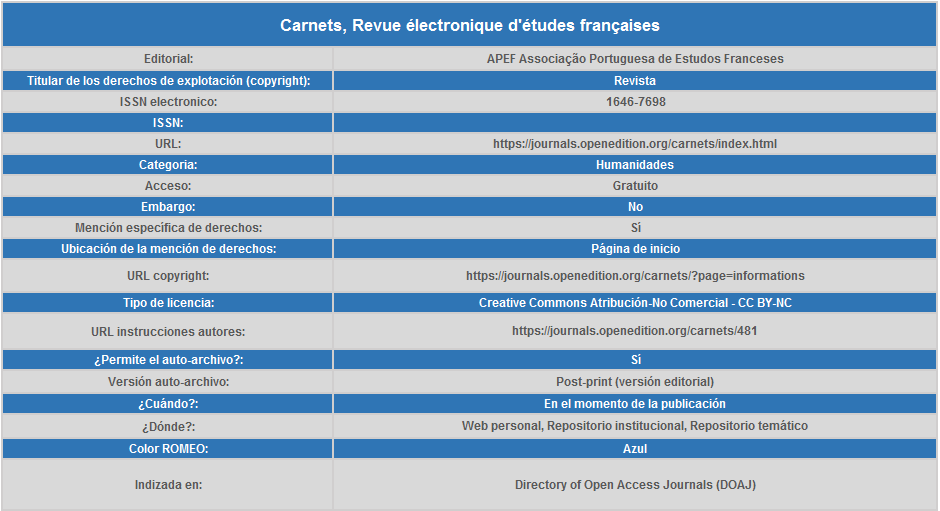 Carnets, Revue électronique d'études françaises
Editorial: APEF Associação Portuguesa de Estudos Franceses
Titular de los derechos de explotación (copyright): Revista
ISSN electronico: 1646-7698
ISSN:
URL: https://journals.openedition.org/carnets/index.html
Categoria: Humanidades
Acceso: Gratuito
Embargo: No
Mención especifica de derechos: Sí
Ubicación de la mención de derechos: Página de inicio
URL copyright: https://journals.openedition.org/carnets/?page=informations
Tipo de licencia: Creative Commons Atribución-No Comercial - CC BY-NC
URL instrucciones autores: https://journals.openedition.org/carnets/481
¿Permite el auto-archivo?: Sí
Versión auto-archivo: Post-print (versión editorial)
¿Cuándo?: En el momento de la publicación
¿Dónde?: Web personal, Repositorio institucional, Repositorio temático
Color ROMEO: Azul
Indizada en: Directory of Open Access Journals (DOAJ)